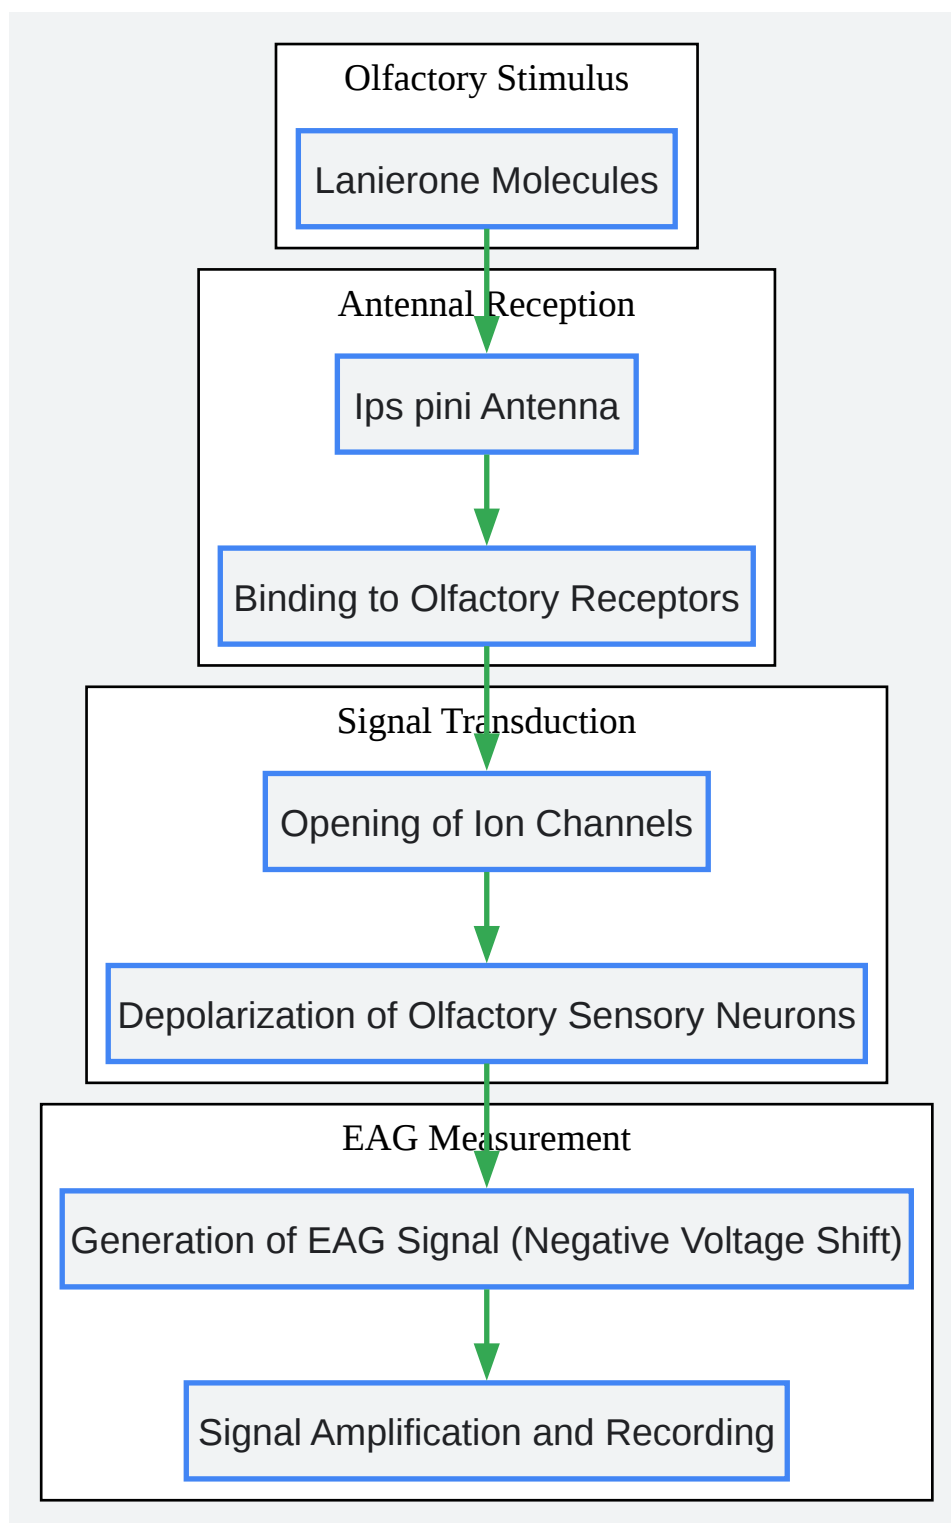 Olfactory Stimulus
Lanierone Molecules
Antennal Reception
Ips pini Antenna
Binding to Olfactory Receptors
Signal Transduction
Opening of Ion Channels
Depolarization of Olfactory Sensory Neurons
EAG Measurement
Generation of EAG Signal (Negative Voltage Shift)
Signal Amplification and Recording